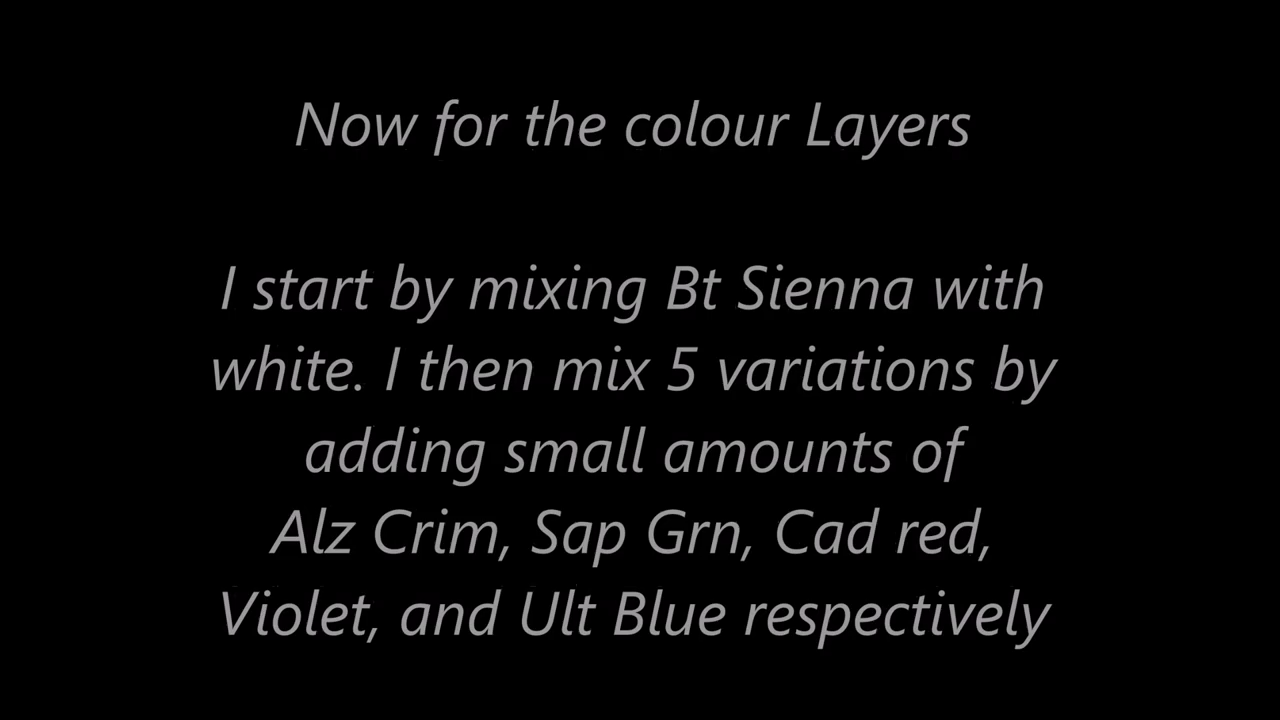 Now for the colour Layers
I start by mixing Bt Sienna with
white. I then mix 5 variations by
adding small amounts of
Alz Crim, Sap Grn, Cad red,
Violet, and Ult Blue respectively